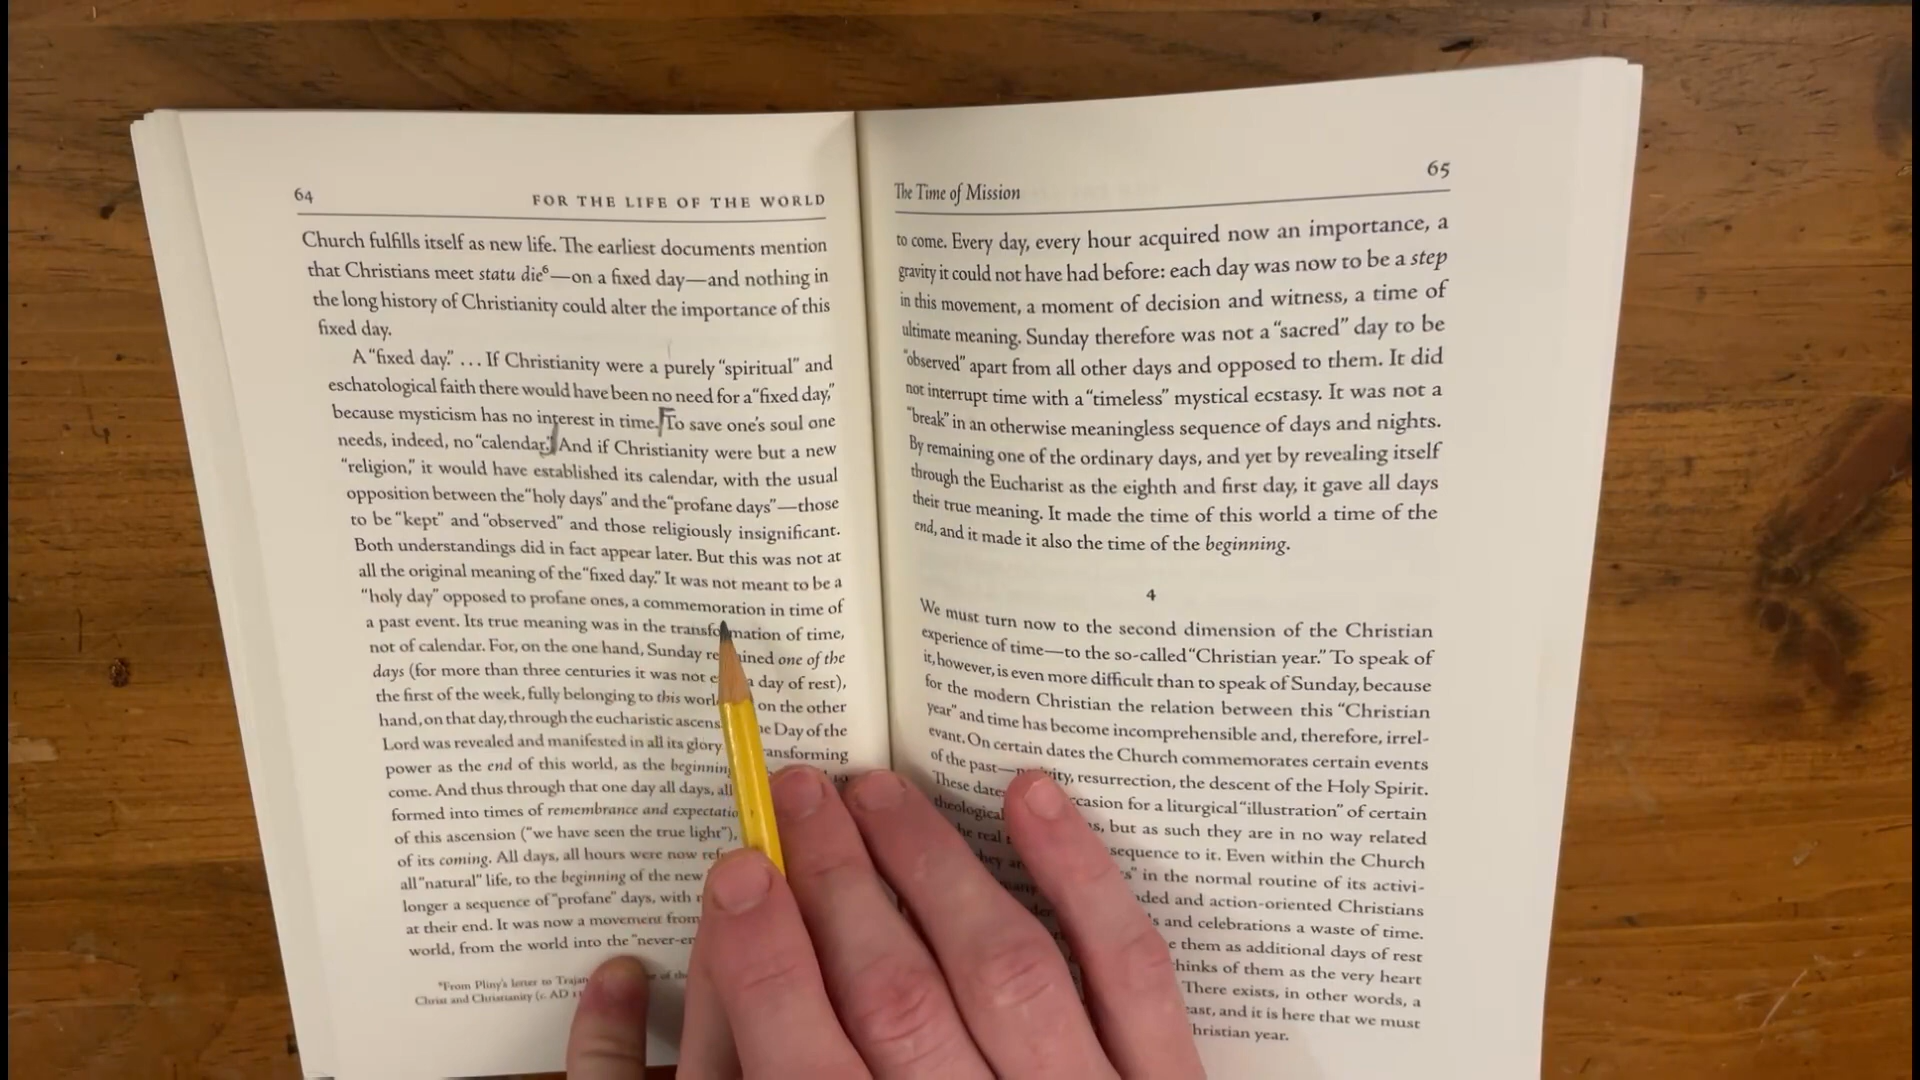 64
FOR THE LIFE OF THE WORLD
Church fulfills itself as new life. The earliest documents mention
that Christians meet statu die⁶—on a fixed day—and nothing in
the long history of Christianity could alter the importance of this
fixed day.
A “fixed day.” . . . If Christianity were a purely “spiritual” and
eschatological faith there would have been no need for a “fixed day,”
because mysticism has no interest in time. To save one's soul one
needs, indeed, no “calendar.” And if Christianity were but a new
“religion,” it would have established its calendar, with the usual
opposition between the “holy days” and the “profane days”—those
to be “kept” and “observed” and those religiously insignificant.
Both understandings did in fact appear later. But this was not at
all the original meaning of the “fixed day.” It was not meant to be a
“holy day” opposed to profane ones, a commemoration in time of
a past event. Its true meaning was in the transformation of time,
not of calendar. For, on the one hand, Sunday remained one of the
days (for more than three centuries it was not a day of rest),
the first of the week, fully belonging to this on the other
hand, on that day, through the eucharistic Day of the
Lord was revealed and manifested in all its glory
power as the end of this world, as the
come. And thus through that one day all days, all
formed into times of remembrance and
of this ascension (“we have seen the true light”),
of its coming. All days, all hours were now
all “natural” life, to the beginning of the new
longer a sequence of “profane” days, with
at their end. It was now a movement from
world, from the world into the
⁶From Pliny's letter to of
Christ and Christianity (c. AD
The Time of Mission
65
to come. Every day, every hour acquired now an importance, a
gravity it could not have had before: each day was now to be a step
in this movement, a moment of decision and witness, a time of
ultimate meaning. Sunday therefore was not a “sacred” day to be
“observed” apart from all other days and opposed to them. It did
not interrupt time with a “timeless” mystical ecstasy. It was not a
“break” in an otherwise meaningless sequence of days and nights.
By remaining one of the ordinary days, and yet by revealing itself
through the Eucharist as the eighth and first day, it gave all days
their true meaning. It made the time of this world a time of the
end, and it made it also the time of the beginning.
4
We must turn now to the second dimension of the Christian
experience of time—to the so-called “Christian year.” To speak of
it, however, is even more difficult than to speak of Sunday, because
for the modern Christian the relation between this “Christian
year” and time has become incomprehensible and, therefore, irrel-
evant. On certain dates the Church commemorates certain events
of the past—nativity, resurrection, the descent of the Holy Spirit.
These for a liturgical “illustration” of certain
theological but as such they are in no way related
the real sequence to it. Even within the Church
in the normal routine of its activi-
and action-oriented Christians
and celebrations a waste of time.
them as additional days of rest
of them as the very heart
There exists, in other words, a
and it is here that we must
year.